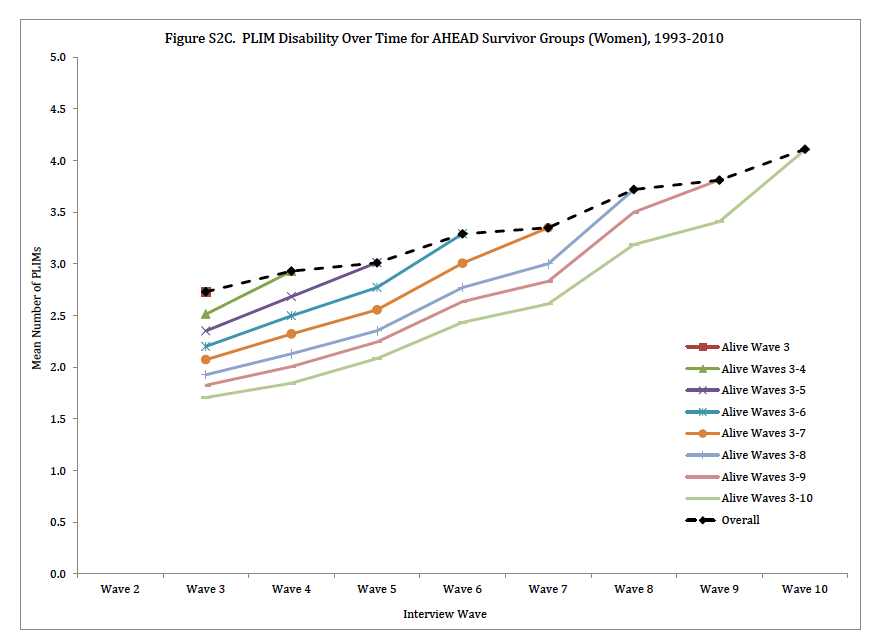 Figure S2C.  PLIM Disability Over Time for AHEAD Survivor Groups (Women), 1993-2010
5.0
4.5
4.0
3.5
3.0
2.5
2.0
1.5
1.0
0.5
0.0
Mean Number of PLIMs
Wave 2 Wave 3 Wave 4 Wave 5 Wave 6 Wave 7 Wave 8 Wave 9 Wave 10
Interview Wave
Alive Wave 3
Alive Waves 3-4
Alive Waves 3-5
Alive Waves 3-6
Alive Waves 3-7
Alive Waves 3-8
Alive Waves 3-9
Alive Waves 3-10
Overall